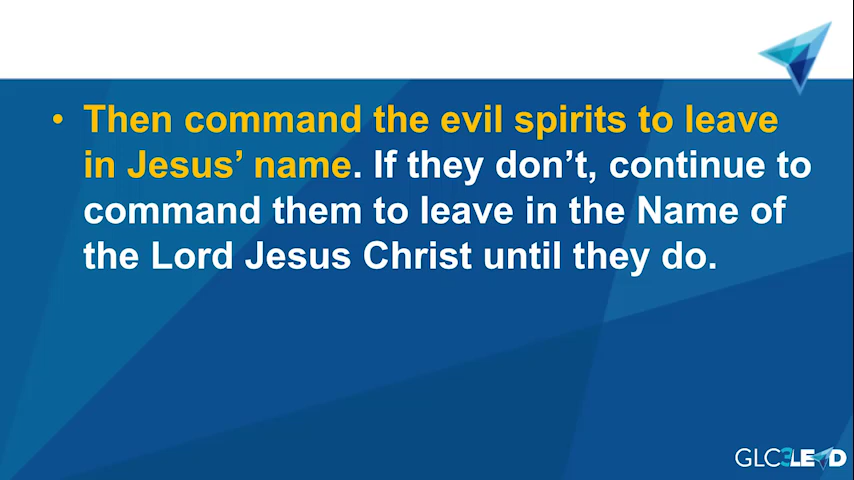 • Then command the evil spirits to leave
in Jesus’ name. If they don’t, continue to
command them to leave in the Name of
the Lord Jesus Christ until they do.
GLC3LEAD